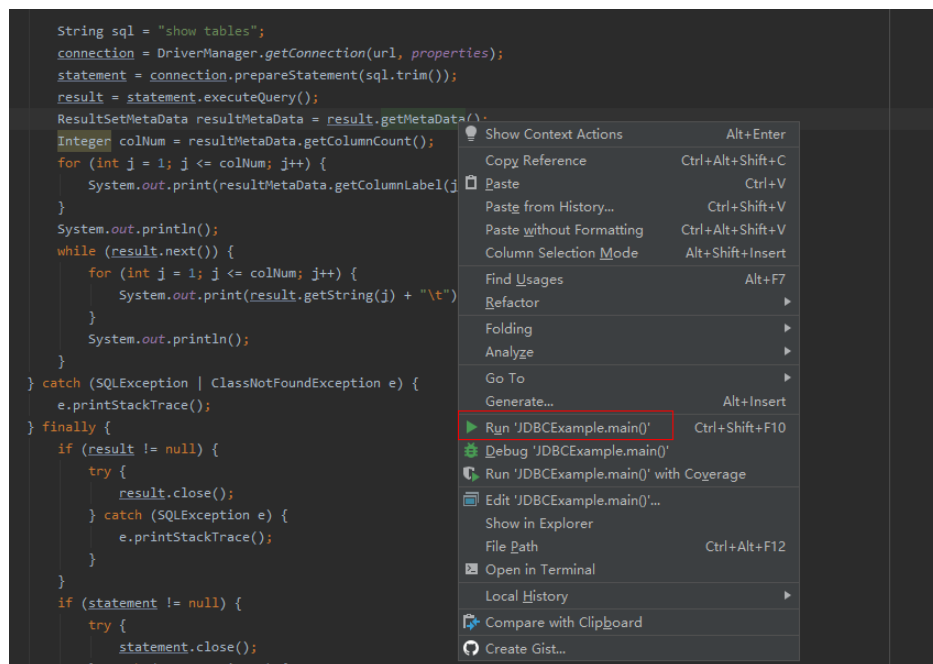 String sql = "show tables";
connection = DriverManager.getConnection(url, properties);
statement = connection.prepareStatement(sql.trim());
result = statement.executeQuery();
ResultSetMetaData resultMetaData = result.getMetaData();
Integer colNum = resultMetaData.getColumnCount();
for (int j = 1; j <= colNum; j++) {
System.out.print(resultMetaData.getColumnLabel(j
}
System.out.println();
while (result.next()) {
for (int j = 1; j <= colNum; j++) {
System.out.print(result.getString(j) + "\t")
}
System.out.println();
}
} catch (SQLException | ClassNotFoundException e) {
e.printStackTrace();
} finally {
if (result != null) {
try {
result.close();
} catch (SQLException e) {
e.printStackTrace();
}
}
if (statement != null) {
try {
statement.close();
Show Context Actions Alt+Enter
Copy Reference Ctrl+Alt+Shift+C
Paste Ctrl+V
Paste from History... Ctrl+Shift+V
Paste without Formatting Ctrl+Alt+Shift+V
Column Selection Mode Alt+Shift+Insert
Find Usages Alt+F7
Refactor
Folding
Analyze
Go To
Generate... Alt+Insert
Run 'JDBCExample.main()' Ctrl+Shift+F10
Debug 'JDBCExample.main()'
Run 'JDBCExample.main()' with Coverage
Edit 'JDBCExample.main()'...
Show in Explorer
File Path Ctrl+Alt+F12
Open in Terminal
Local History
Compare with Clipboard
Create Gist...